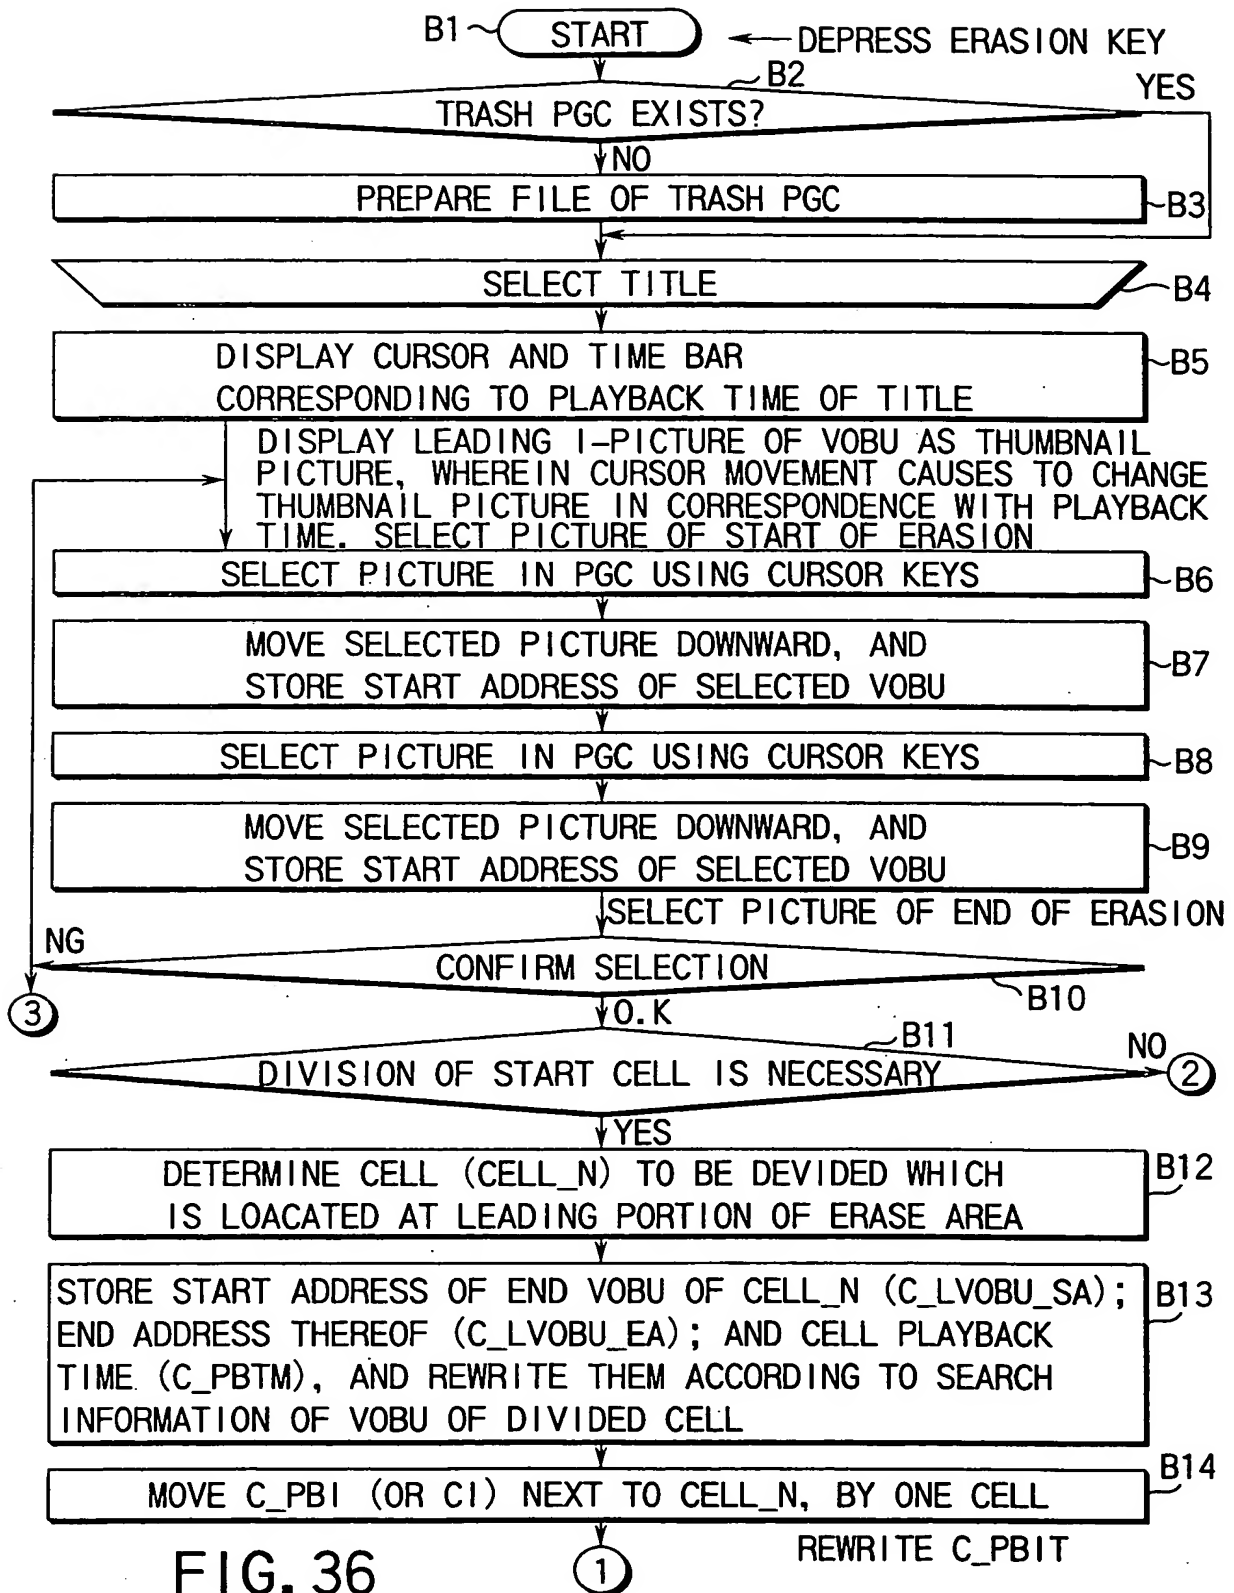 B1
START
DEPRESS ERASION KEY
B2
YES
TRASH PGC EXISTS?
NO
PREPARE FILE OF TRASH PGC
B3
SELECT TITLE
B4
DISPLAY CURSOR AND TIME BAR
CORRESPONDING TO PLAYBACK TIME OF TITLE
B5
DISPLAY LEADING I-PICTURE OF VOBU AS THUMBNAIL
PICTURE, WHEREIN CURSOR MOVEMENT CAUSES TO CHANGE
THUMBNAIL PICTURE IN CORRESPONDENCE WITH PLAYBACK
TIME. SELECT PICTURE OF START OF ERASION
SELECT PICTURE IN PGC USING CURSOR KEYS
B6
MOVE SELECTED PICTURE DOWNWARD, AND
STORE START ADDRESS OF SELECTED VOBU
B7
SELECT PICTURE IN PGC USING CURSOR KEYS
B8
MOVE SELECTED PICTURE DOWNWARD, AND
STORE START ADDRESS OF SELECTED VOBU
B9
SELECT PICTURE OF END OF ERASION
NG
CONFIRM SELECTION
B10
3
O.K
B11
NO
DIVISION OF START CELL IS NECESSARY
2
YES
DETERMINE CELL (CELL_N) TO BE DEVIDED WHICH
IS LOACATED AT LEADING PORTION OF ERASE AREA
B12
STORE START ADDRESS OF END VOBU OF CELL_N (C_LVOBU_SA);
END ADDRESS THEREOF (C_LVOBU_EA); AND CELL PLAYBACK
TIME (C_PBTM), AND REWRITE THEM ACCORDING TO SEARCH
INFORMATION OF VOBU OF DIVIDED CELL
B13
MOVE C_PBI (OR CI) NEXT TO CELL_N, BY ONE CELL
B14
REWRITE C_PBIT
1
FIG. 36